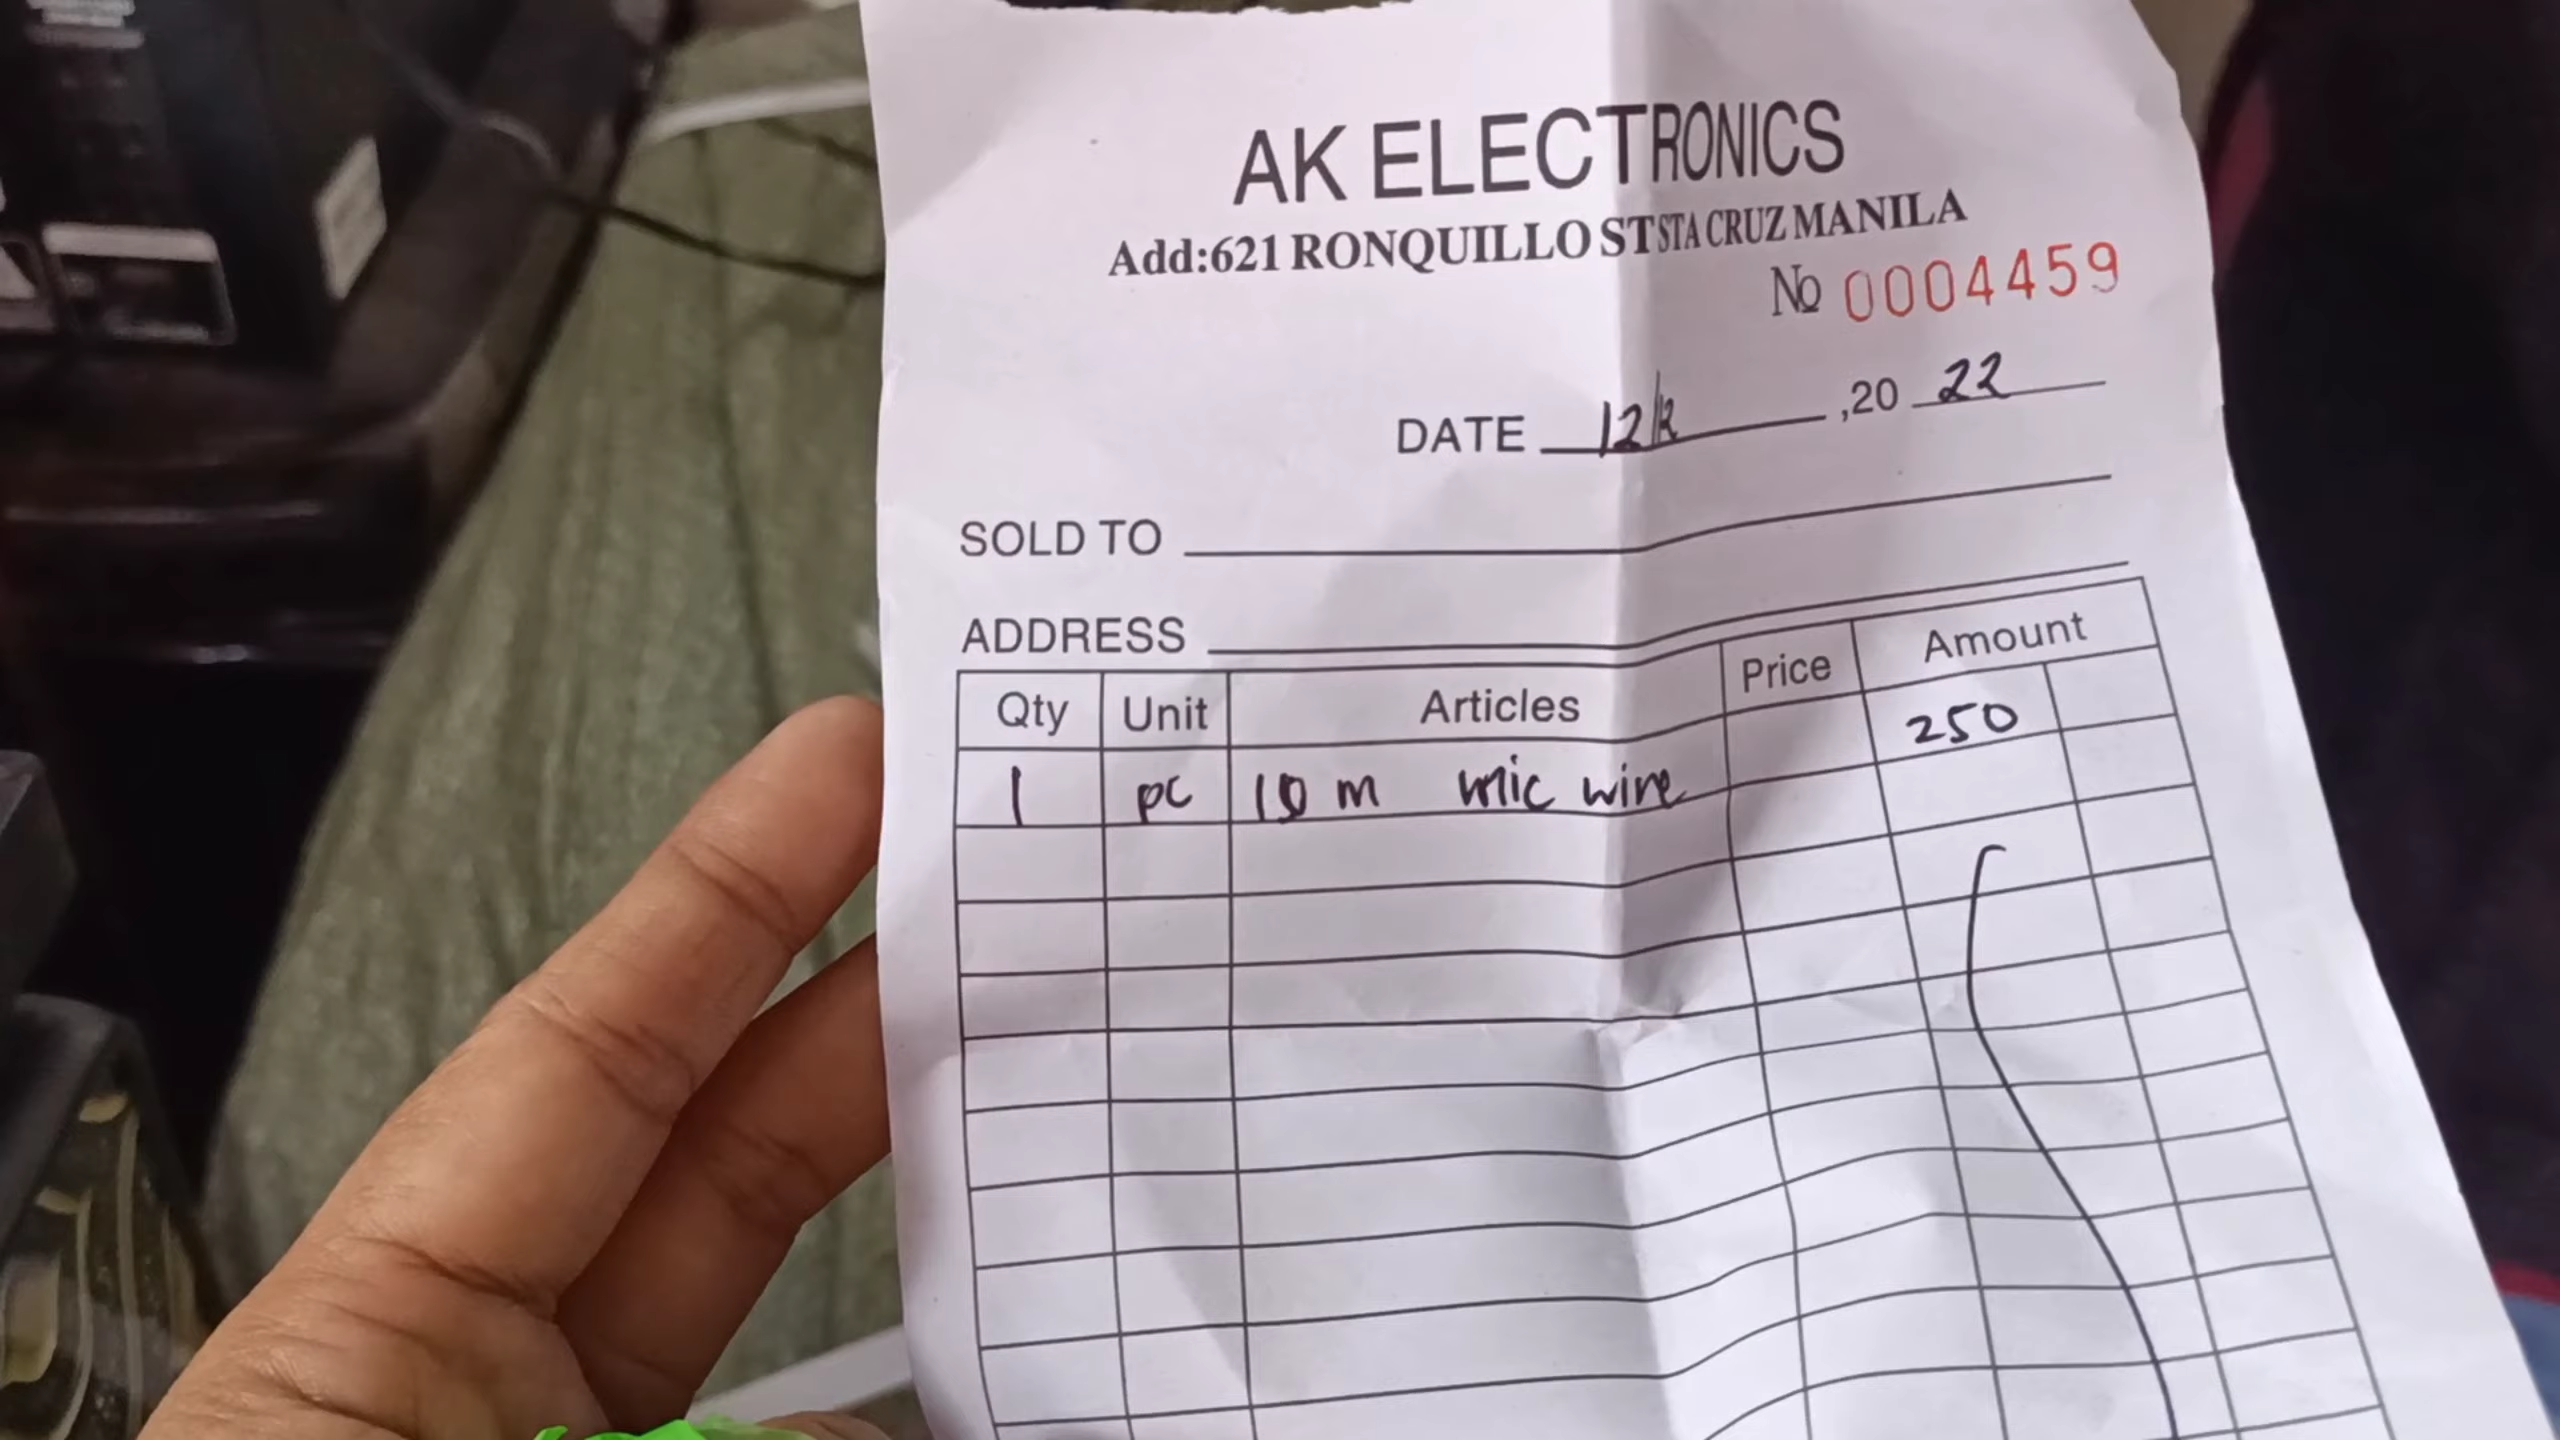 AK ELECTRONICS
Add:621 RONQUILLO ST STA CRUZ MANILA
No 0004459
DATE 12/2 ,20 22
SOLD TO
ADDRESS
Qty Unit Articles Price Amount
1 pc 10 m mic wire 250